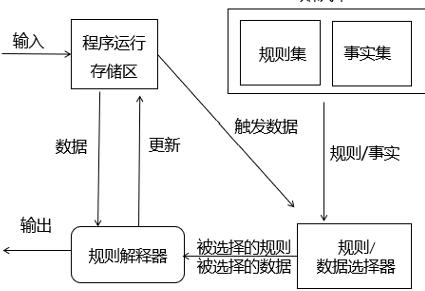 输入
程序运行
存储区
规则集
事实集
触发数据
数据
更新
规则/事实
输出
规则解释器
被选择的规则
被选择的数据
规则/
数据选择器